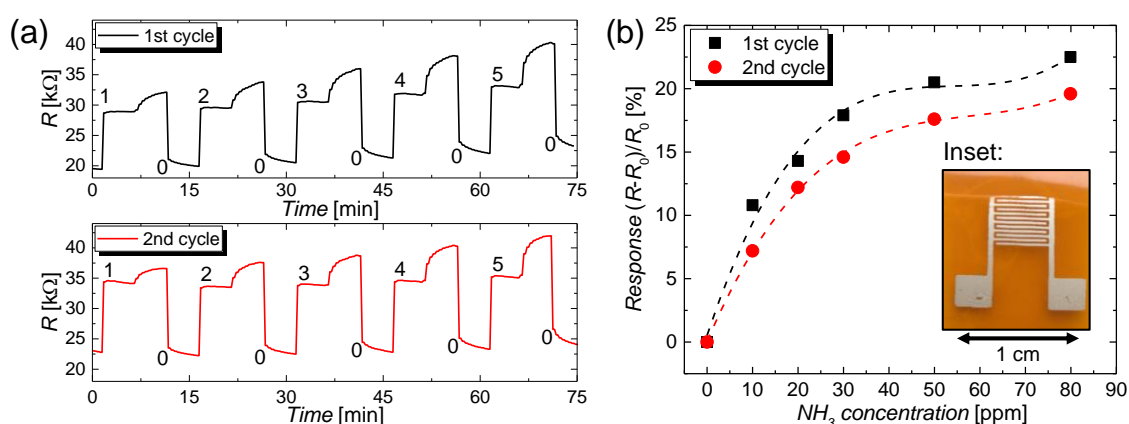 (a)
1st cycle
R [kΩ]
40
35
30
25
20
1
2
3
4
5
0
0
0
0
0
0 15 30 45 60 75
Time [min]
2nd cycle
R [kΩ]
40
35
30
25
20
1
2
3
4
5
0
0
0
0
0
0 15 30 45 60 75
Time [min]
(b)
1st cycle
2nd cycle
Response (R-R₀)/R₀ [%]
25
20
15
10
5
0
Inset:
1 cm
0 10 20 30 40 50 60 70 80 90
NH₃ concentration [ppm]